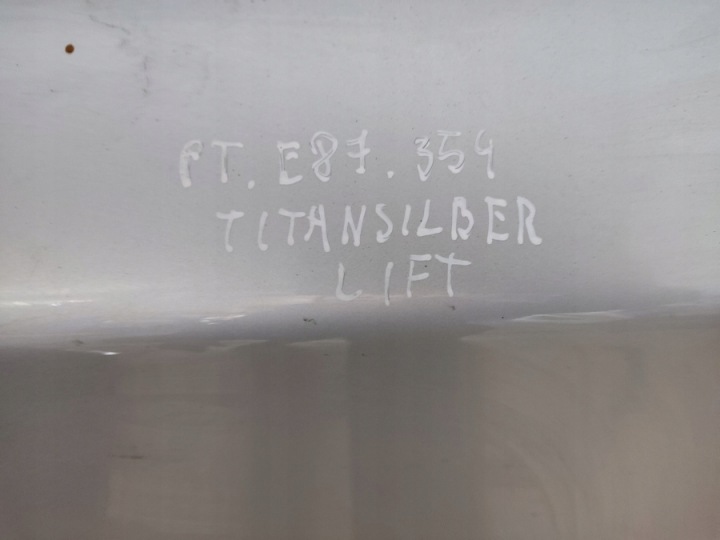 PT. E87. 354
TITANSILBER
LIFT